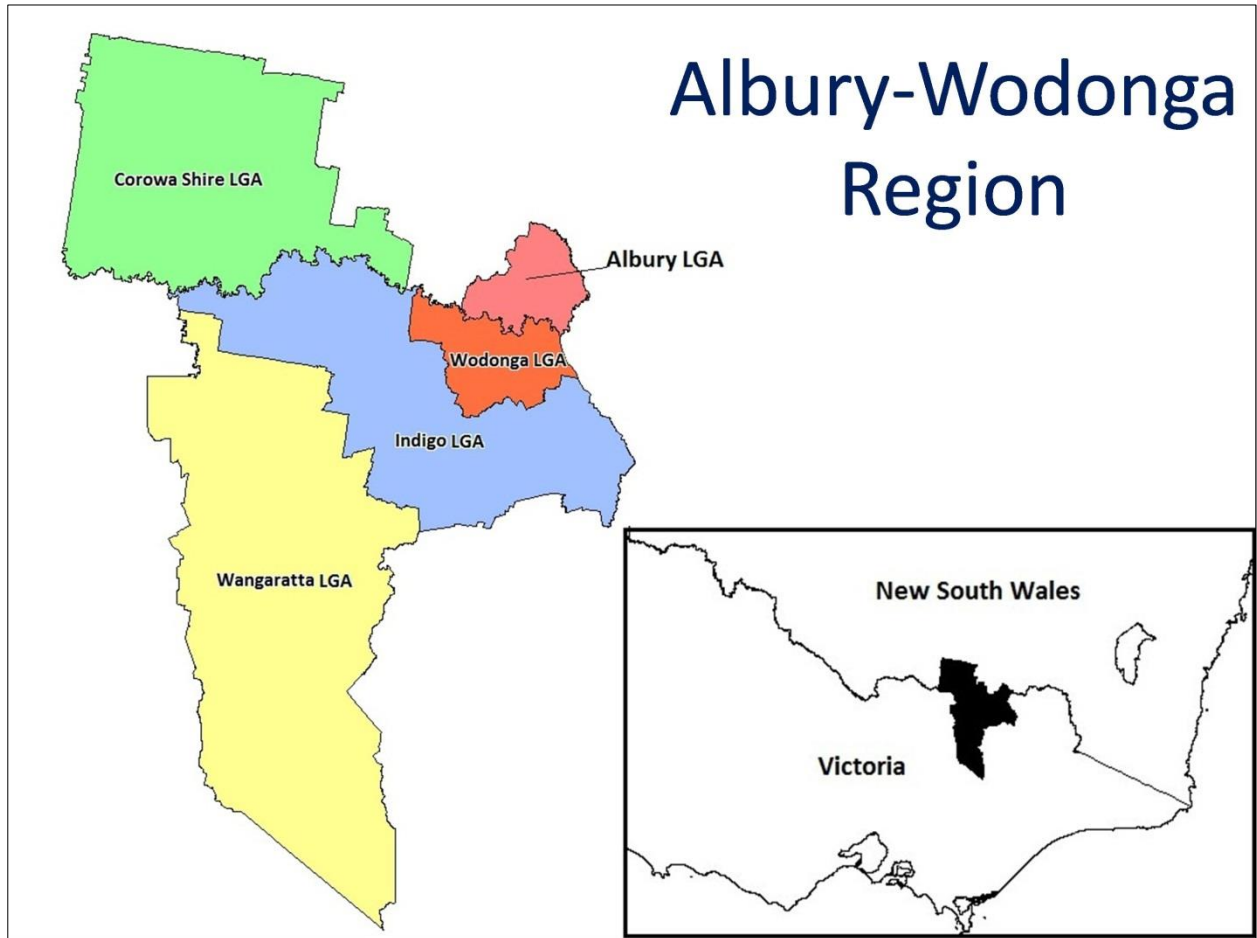 Albury-Wodonga
Region
Corowa Shire LGA
Albury LGA
Wodonga LGA
Indigo LGA
Wangaratta LGA
New South Wales
Victoria